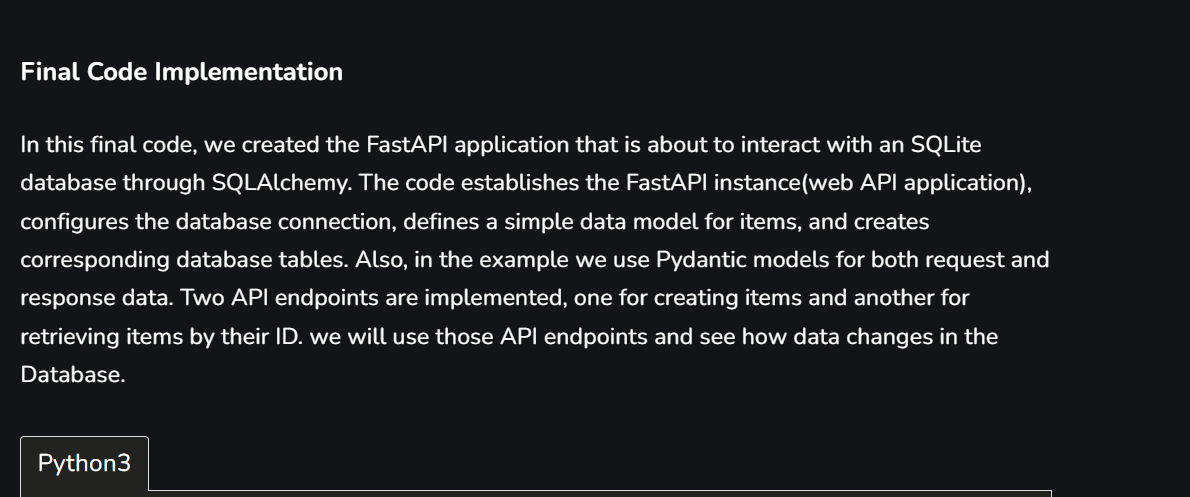 Final Code Implementation
In this final code, we created the FastAPI application that is about to interact with an SQLite
database through SQLAlchemy. The code establishes the FastAPI instance(web API application),
configures the database connection, defines a simple data model for items, and creates
corresponding database tables. Also, in the example we use Pydantic models for both request and
response data. Two API endpoints are implemented, one for creating items and another for
retrieving items by their ID. we will use those API endpoints and see how data changes in the
Database.
Python3